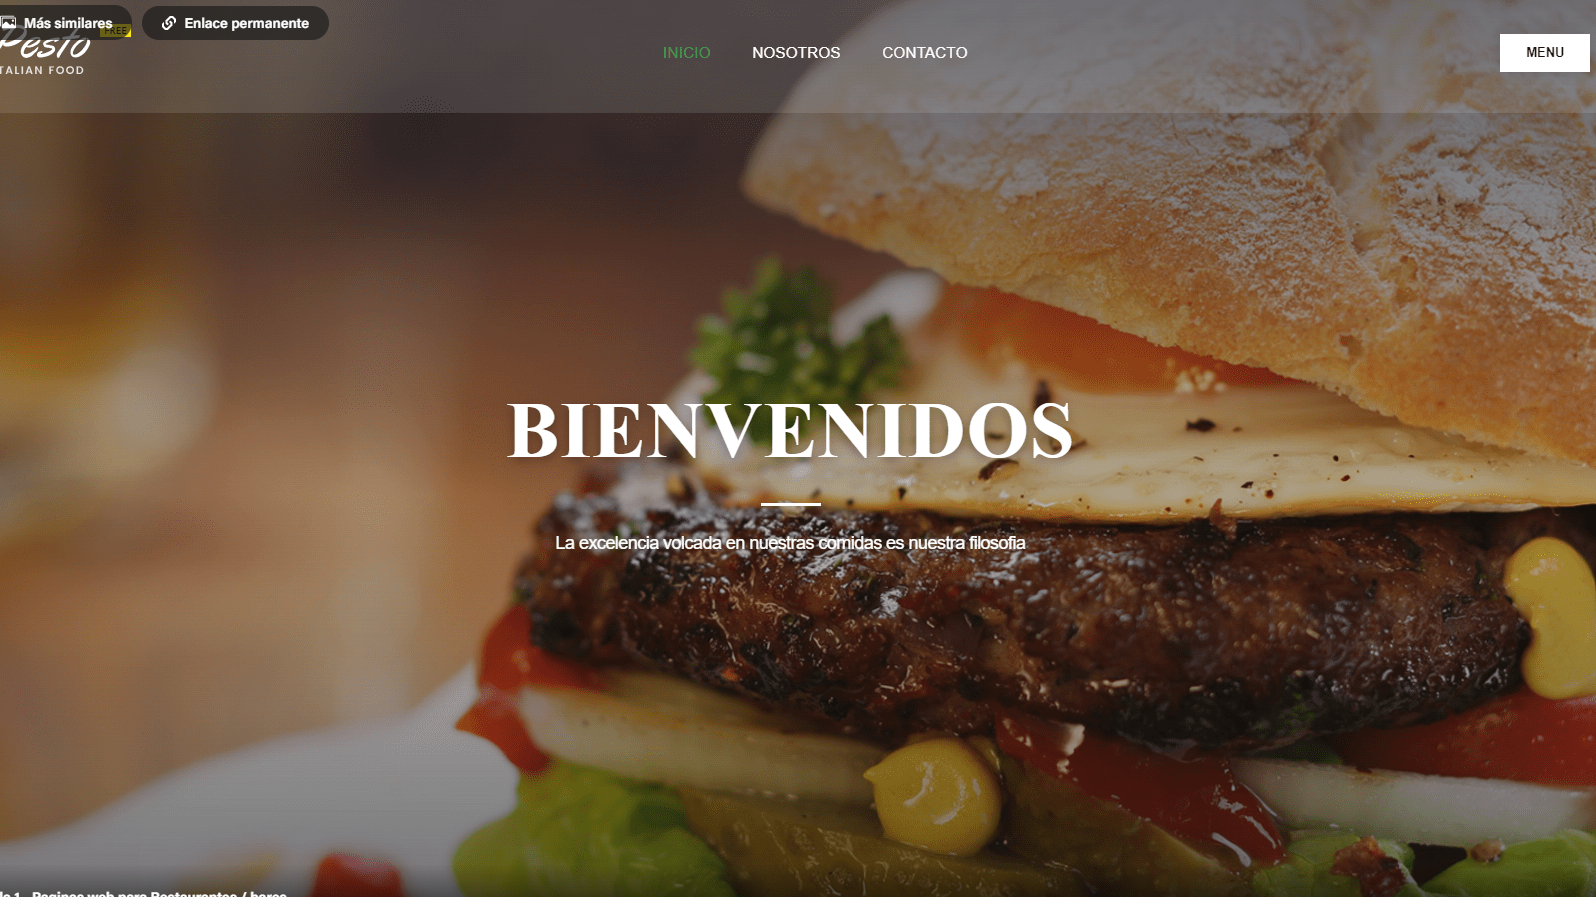 Más similares
Enlace permanente
Pesto
FREE
TALIAN FOOD
INICIO
NOSOTROS
CONTACTO
MENU
BIENVENIDOS
La excelencia volcada en nuestras comidas es nuestra filosofia
1 - Paginas web para Restaurantes / bares